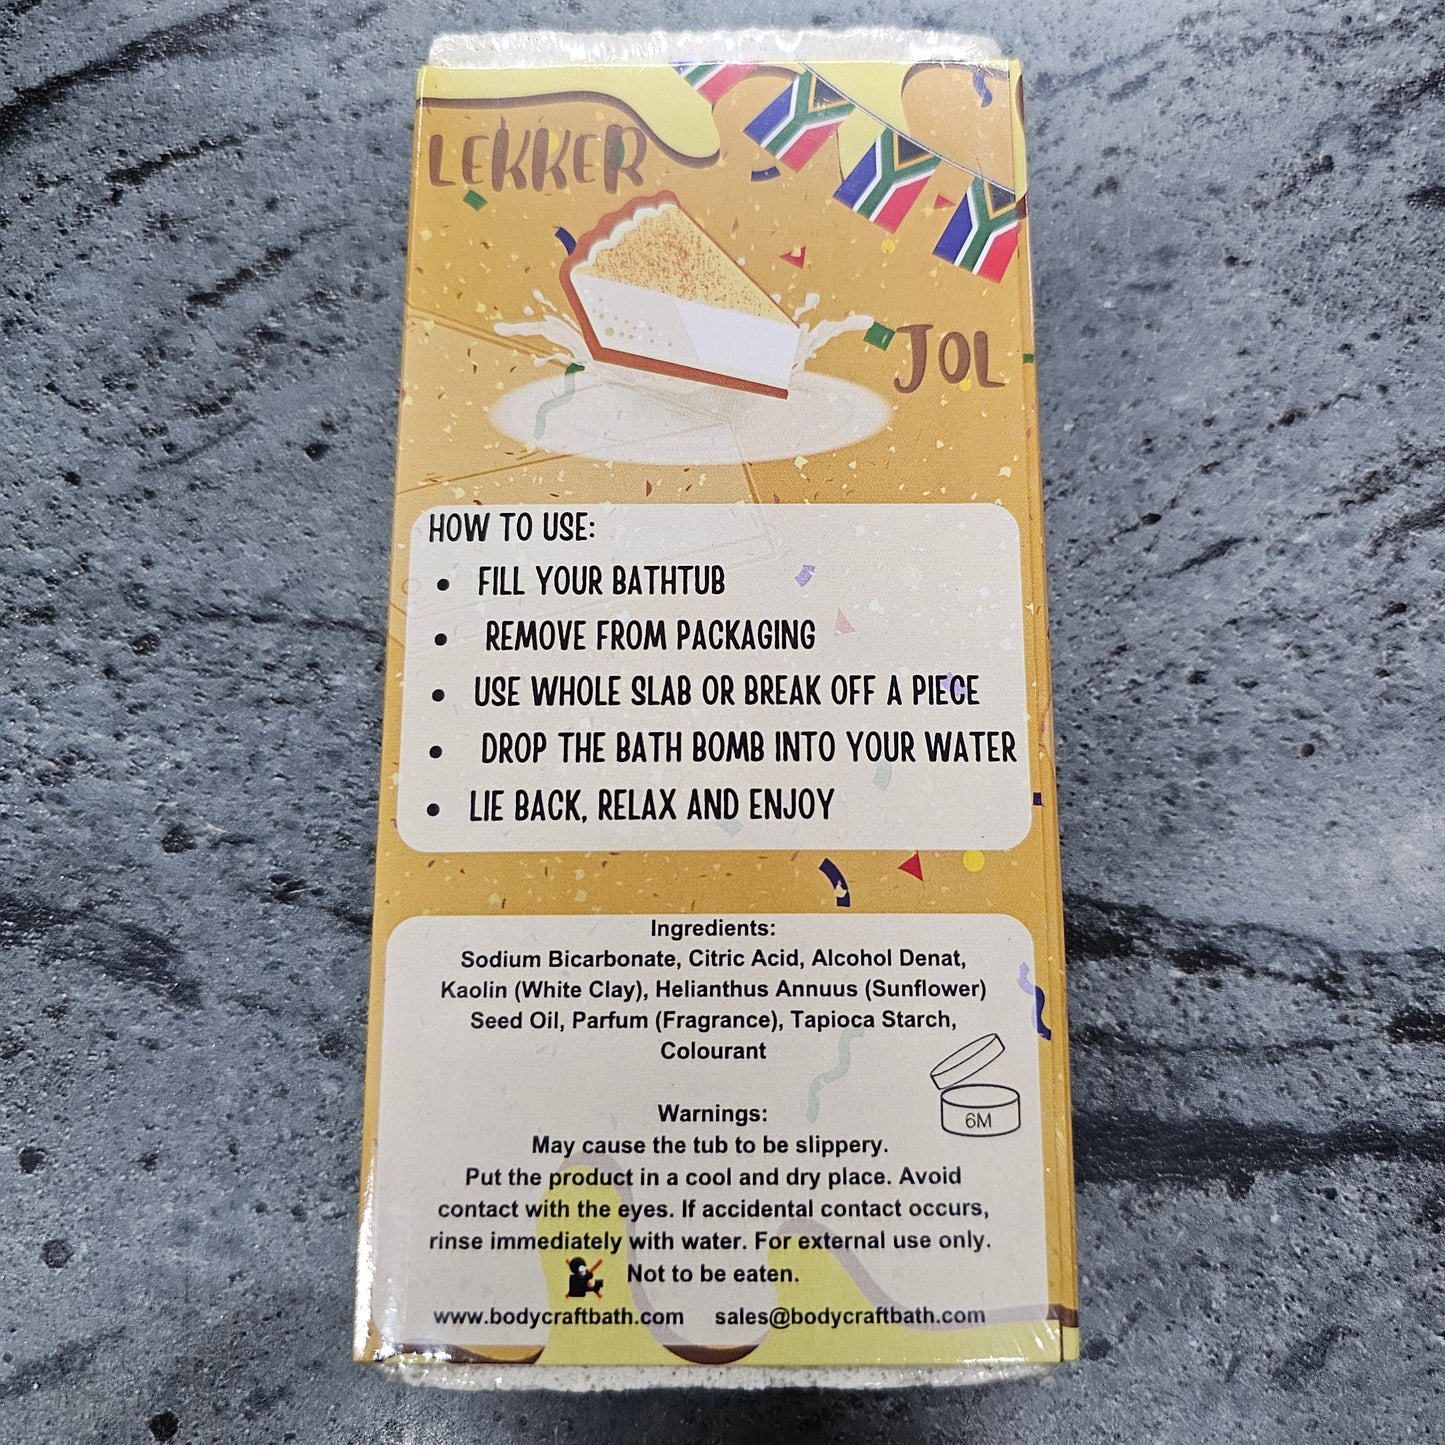 LEKKER
JOL
HOW TO USE:
• FILL YOUR BATHTUB
• REMOVE FROM PACKAGING
• USE WHOLE SLAB OR BREAK OFF A PIECE
• DROP THE BATH BOMB INTO YOUR WATER
• LIE BACK, RELAX AND ENJOY
Ingredients:
Sodium Bicarbonate, Citric Acid, Alcohol Denat,
Kaolin (White Clay), Helianthus Annuus (Sunflower)
Seed Oil, Parfum (Fragrance), Tapioca Starch,
Colourant
6M
Warnings:
May cause the tub to be slippery.
Put the product in a cool and dry place. Avoid
contact with the eyes. If accidental contact occurs,
rinse immediately with water. For external use only.
Not to be eaten.
www.bodycraftbath.com sales@bodycraftbath.com